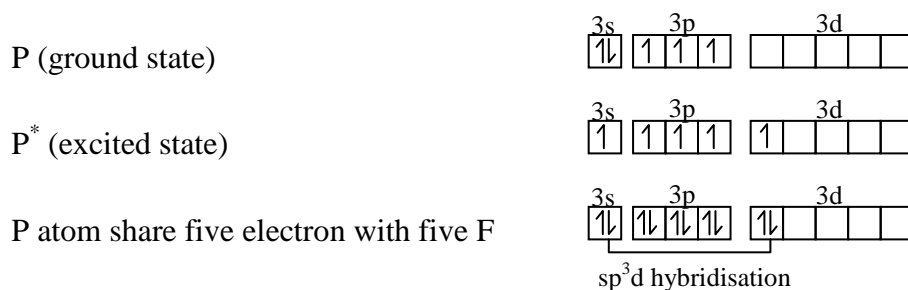 3s 3p 3d
P (ground state) ⥮ ↿ ↿ ↿
3s 3p 3d
P* (excited state) ↿ ↿ ↿ ↿ ↿
3s 3p 3d
P atom share five electron with five F ⥮ ⥮ ⥮ ⥮ ⥮
sp³d hybridisation